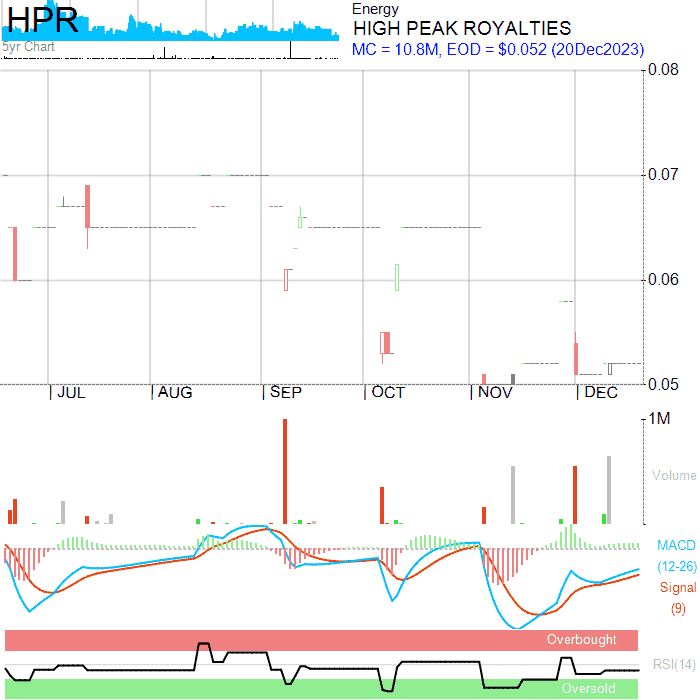 HPR
5yr Chart
Energy
HIGH PEAK ROYALTIES
MC = 10.8M, EOD = $0.052 (20Dec2023)
0.08
0.07
0.06
0.05
JUL AUG SEP OCT NOV DEC
1M
Volume
MACD
(12-26)
Signal
(9)
Overbought
RSI(14)
Oversold